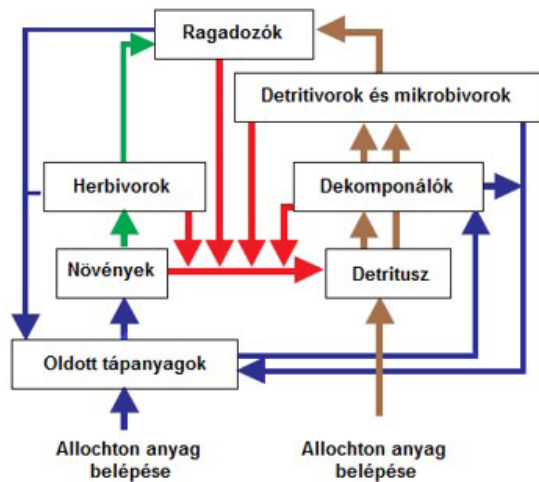 Ragadozók
Detritivorok és mikrobivorok
Herbivorok
Dekomponálók
Növények
Detritusz
Oldott tápanyagok
Allochton anyag
belépése
Allochton anyag
belépése